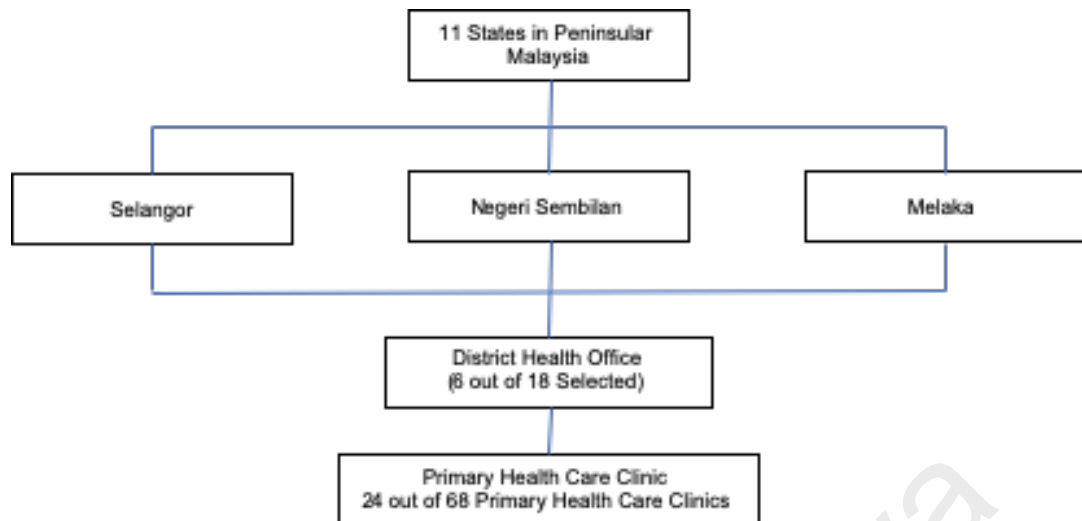 11 States in Peninsular
Malaysia
Selangor
Negeri Sembilan
Melaka
District Health Office
(6 out of 18 Selected)
Primary Health Care Clinic
24 out of 68 Primary Health Care Clinics